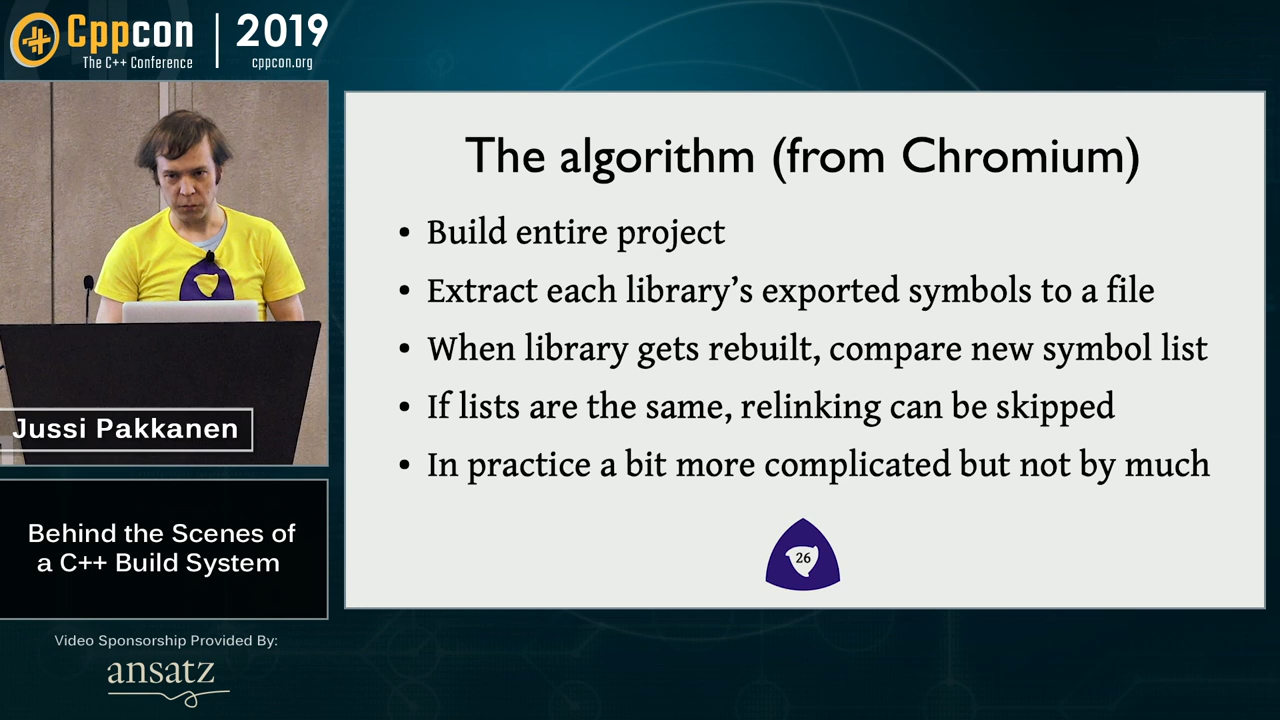 Cppcon
The C++ Conference
2019
cppcon.org
Jussi Pakkanen
Behind the Scenes of
a C++ Build System
Video Sponsorship Provided By:
ansatz
The algorithm (from Chromium)
• Build entire project
• Extract each library’s exported symbols to a file
• When library gets rebuilt, compare new symbol list
• If lists are the same, relinking can be skipped
• In practice a bit more complicated but not by much
26